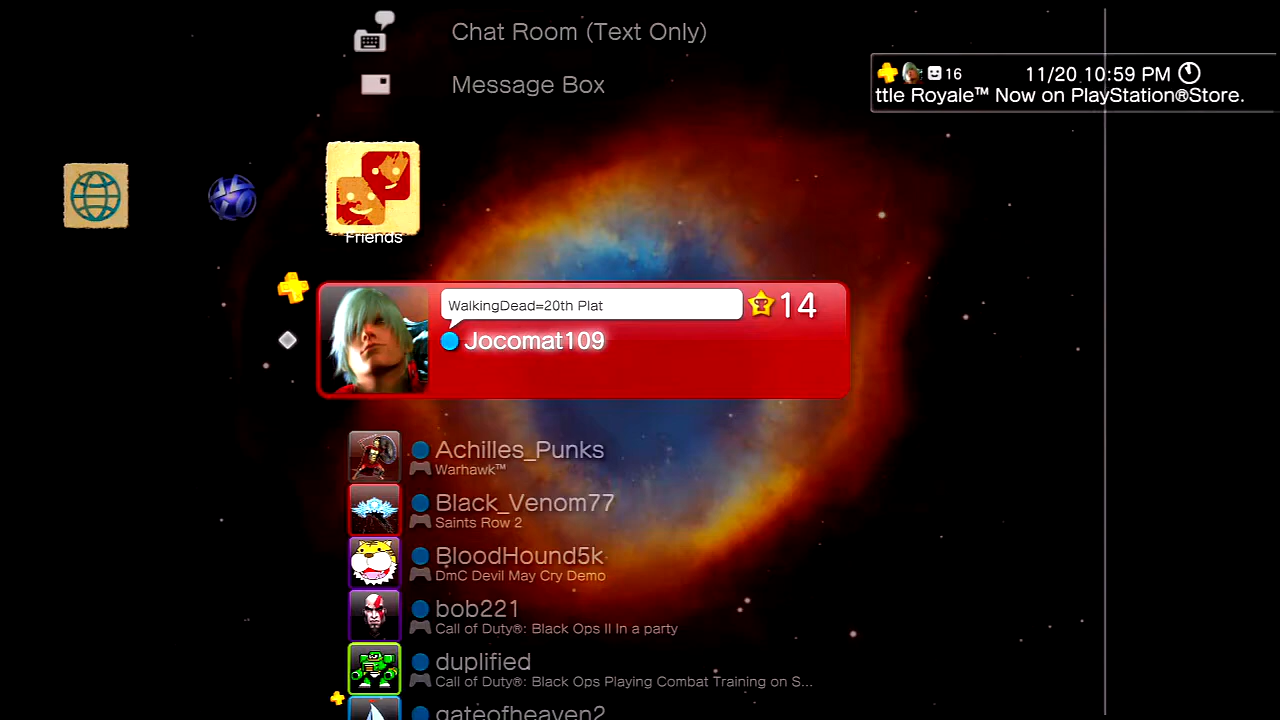 Chat Room (Text Only)
Message Box
16
11/20 10:59 PM
ttle Royale™ Now on PlayStation®Store.
Friends
WalkingDead=20th Plat
14
Jocomat109
Achilles_Punks
Warhawk™
Black_Venom77
Saints Row 2
BloodHound5k
DmC Devil May Cry Demo
bob221
Call of Duty®: Black Ops II In a party
duplified
Call of Duty®: Black Ops Playing Combat Training on S...
gateofheaven2